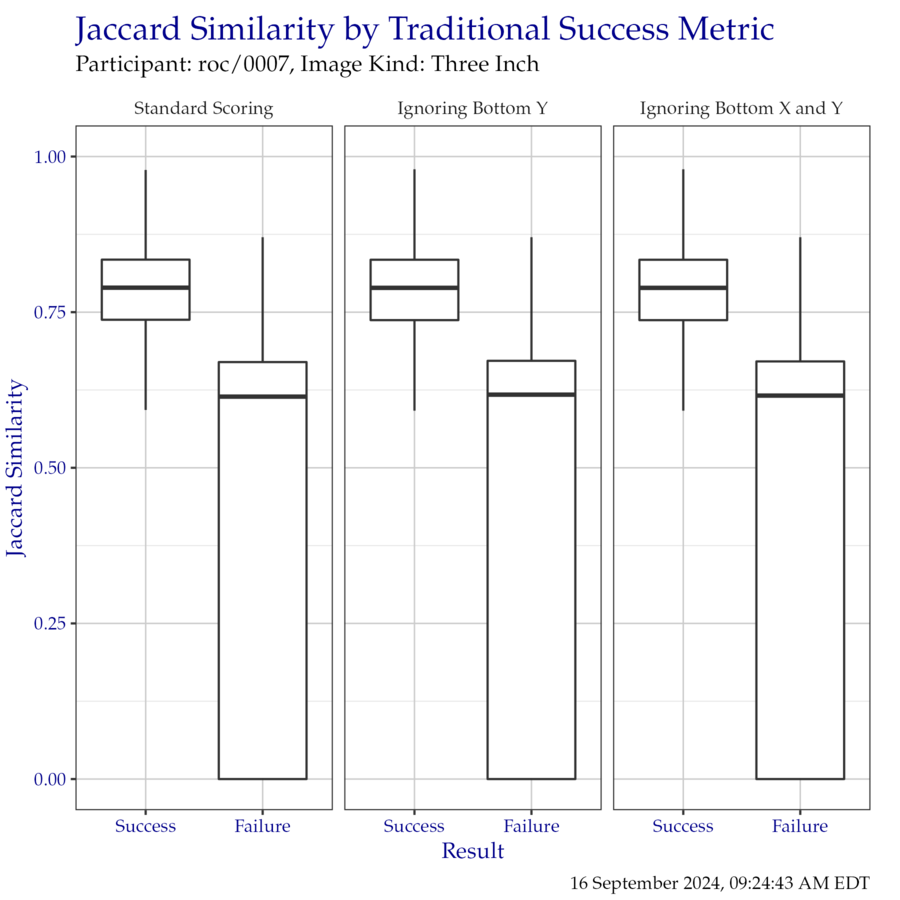 Jaccard Similarity by Traditional Success Metric
Participant: roc/0007, Image Kind: Three Inch
Standard Scoring
Ignoring Bottom Y
Ignoring Bottom X and Y
Jaccard Similarity
1.00
0.75
0.50
0.25
0.00
Success Failure
Success Failure
Success Failure
Result
16 September 2024, 09:24:43 AM EDT